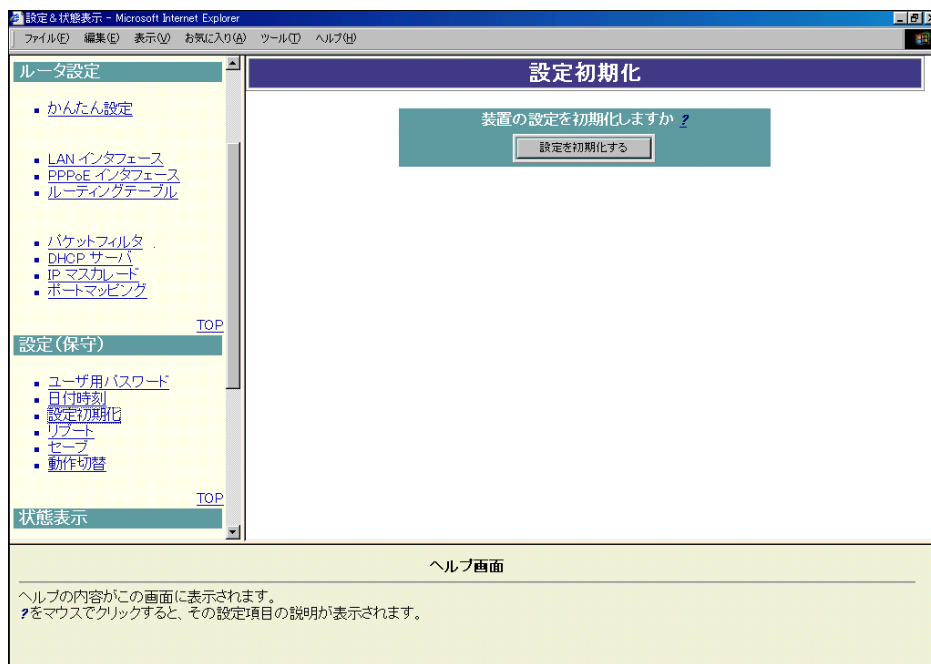 設定&状態表示 - Microsoft Internet Explorer
ファイル(F) 編集(E) 表示(V) お気に入り(A) ツール(T) ヘルプ(H)
ルータ設定
かんたん設定
LAN インタフェース
PPPoE インタフェース
ルーティングテーブル
パケットフィルタ
DHCP サーバ
IP マスカレード
ポートマッピング
TOP
設定(保守)
ユーザ用パスワード
日付時刻
設定初期化
リブート
セーブ
動作切替
TOP
状態表示
設定初期化
装置の設定を初期化しますか ?
設定を初期化する
ヘルプ画面
ヘルプの内容がこの画面に表示されます。
?をマウスでクリックすると、その設定項目の説明が表示されます。